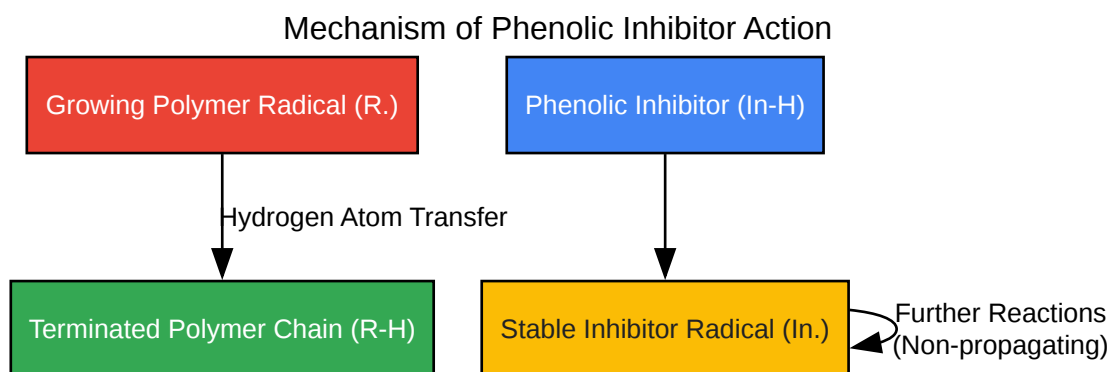 Mechanism of Phenolic Inhibitor Action
Growing Polymer Radical (R.)
Phenolic Inhibitor (In-H)
Hydrogen Atom Transfer
Terminated Polymer Chain (R-H)
Stable Inhibitor Radical (In.)
Further Reactions
(Non-propagating)